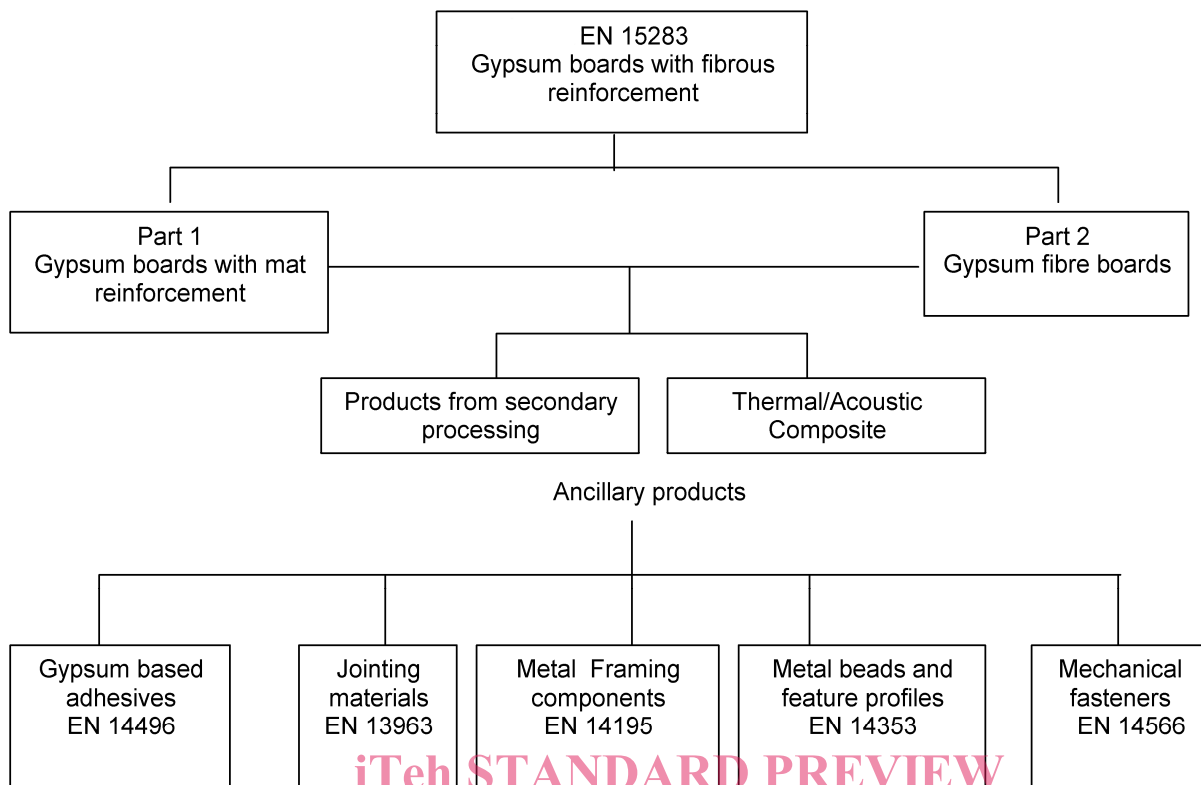 EN 15283
Gypsum boards with fibrous
reinforcement
Part 1
Gypsum boards with mat
reinforcement
Part 2
Gypsum fibre boards
Products from secondary
processing
Thermal/Acoustic
Composite
Ancillary products
Gypsum based
adhesives
EN 14496
Jointing
materials
EN 13963
Metal Framing
components
EN 14195
Metal beads and
feature profiles
EN 14353
Mechanical
fasteners
EN 14566
iTeh STANDARD PREVIEW